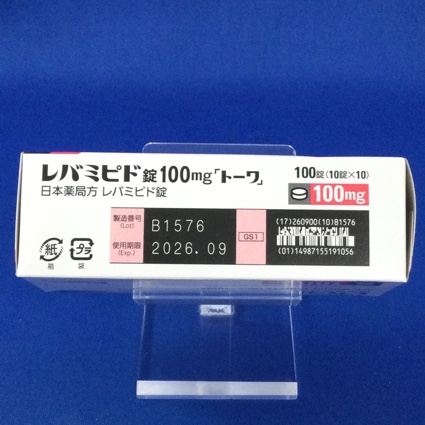 レバミピド錠100mg「トーワ」
100錠(10錠×10)
日本薬局方 レバミピド錠
100mg
製造番号
(Lot)
B1576
使用期限
(Exp.)
2026.09
GS1
(17)260900(10)B1576
(01)14987155191056
紙
箱
プラ
袋